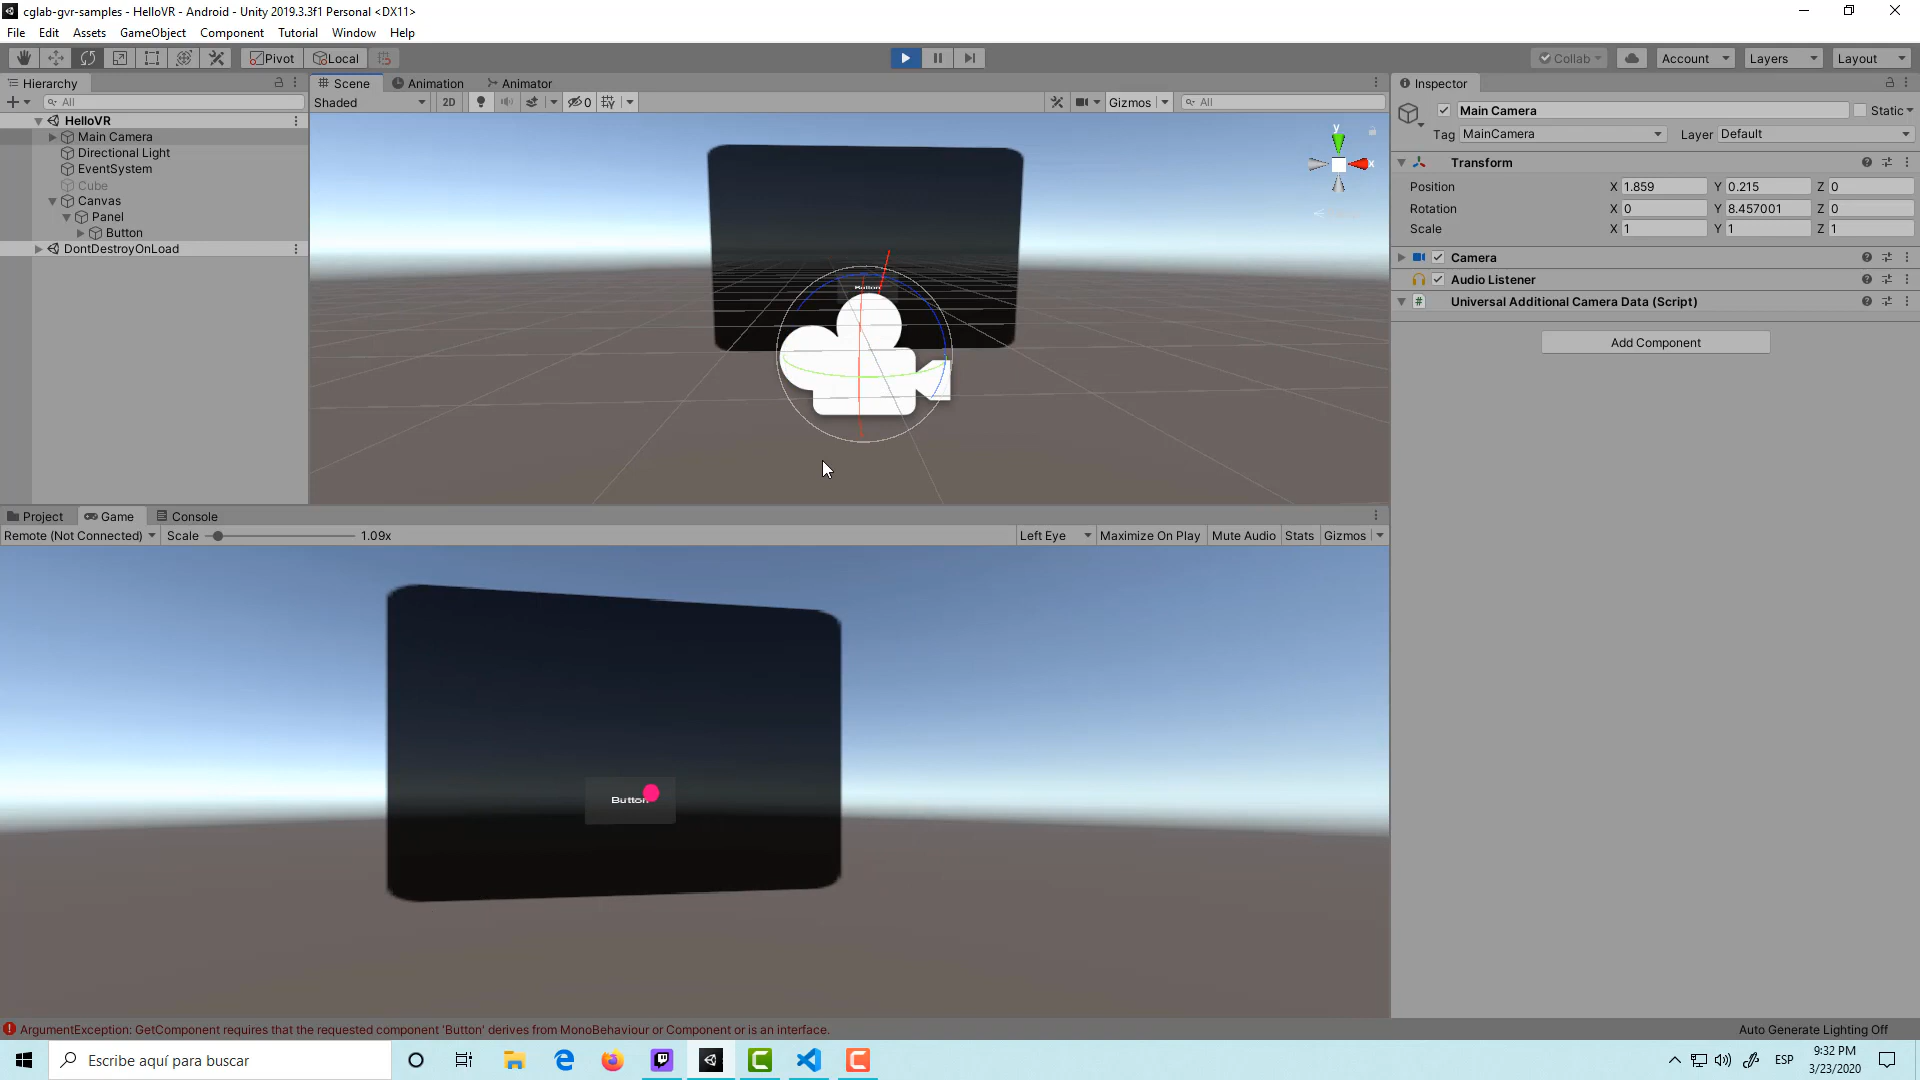 cglab-gvr-samples - HelloVR - Android - Unity 2019.3.3f1 Personal <DX11>
File Edit Assets GameObject Component Tutorial Window Help
Pivot Local Collab Account Layers Layout
Hierarchy
All
HelloVR
Main Camera
Directional Light
EventSystem
Cube
Canvas
Panel
Button
DontDestroyOnLoad
Scene Animation Animator
Shaded 2D 0 Gizmos All
y
x
Button
Project Game Console
Remote (Not Connected) Scale 1.09x Left Eye Maximize On Play Mute Audio Stats Gizmos
Button
Inspector
Main Camera Static
Tag MainCamera Layer Default
Transform
Position X 1.859 Y 0.215 Z 0
Rotation X 0 Y 8.457001 Z 0
Scale X 1 Y 1 Z 1
Camera
Audio Listener
# Universal Additional Camera Data (Script)
Add Component
ArgumentException: GetComponent requires that the requested component 'Button' derives from MonoBehaviour or Component or is an interface.
Auto Generate Lighting Off
Escribe aquí para buscar
ESP
9:32 PM
3/23/2020